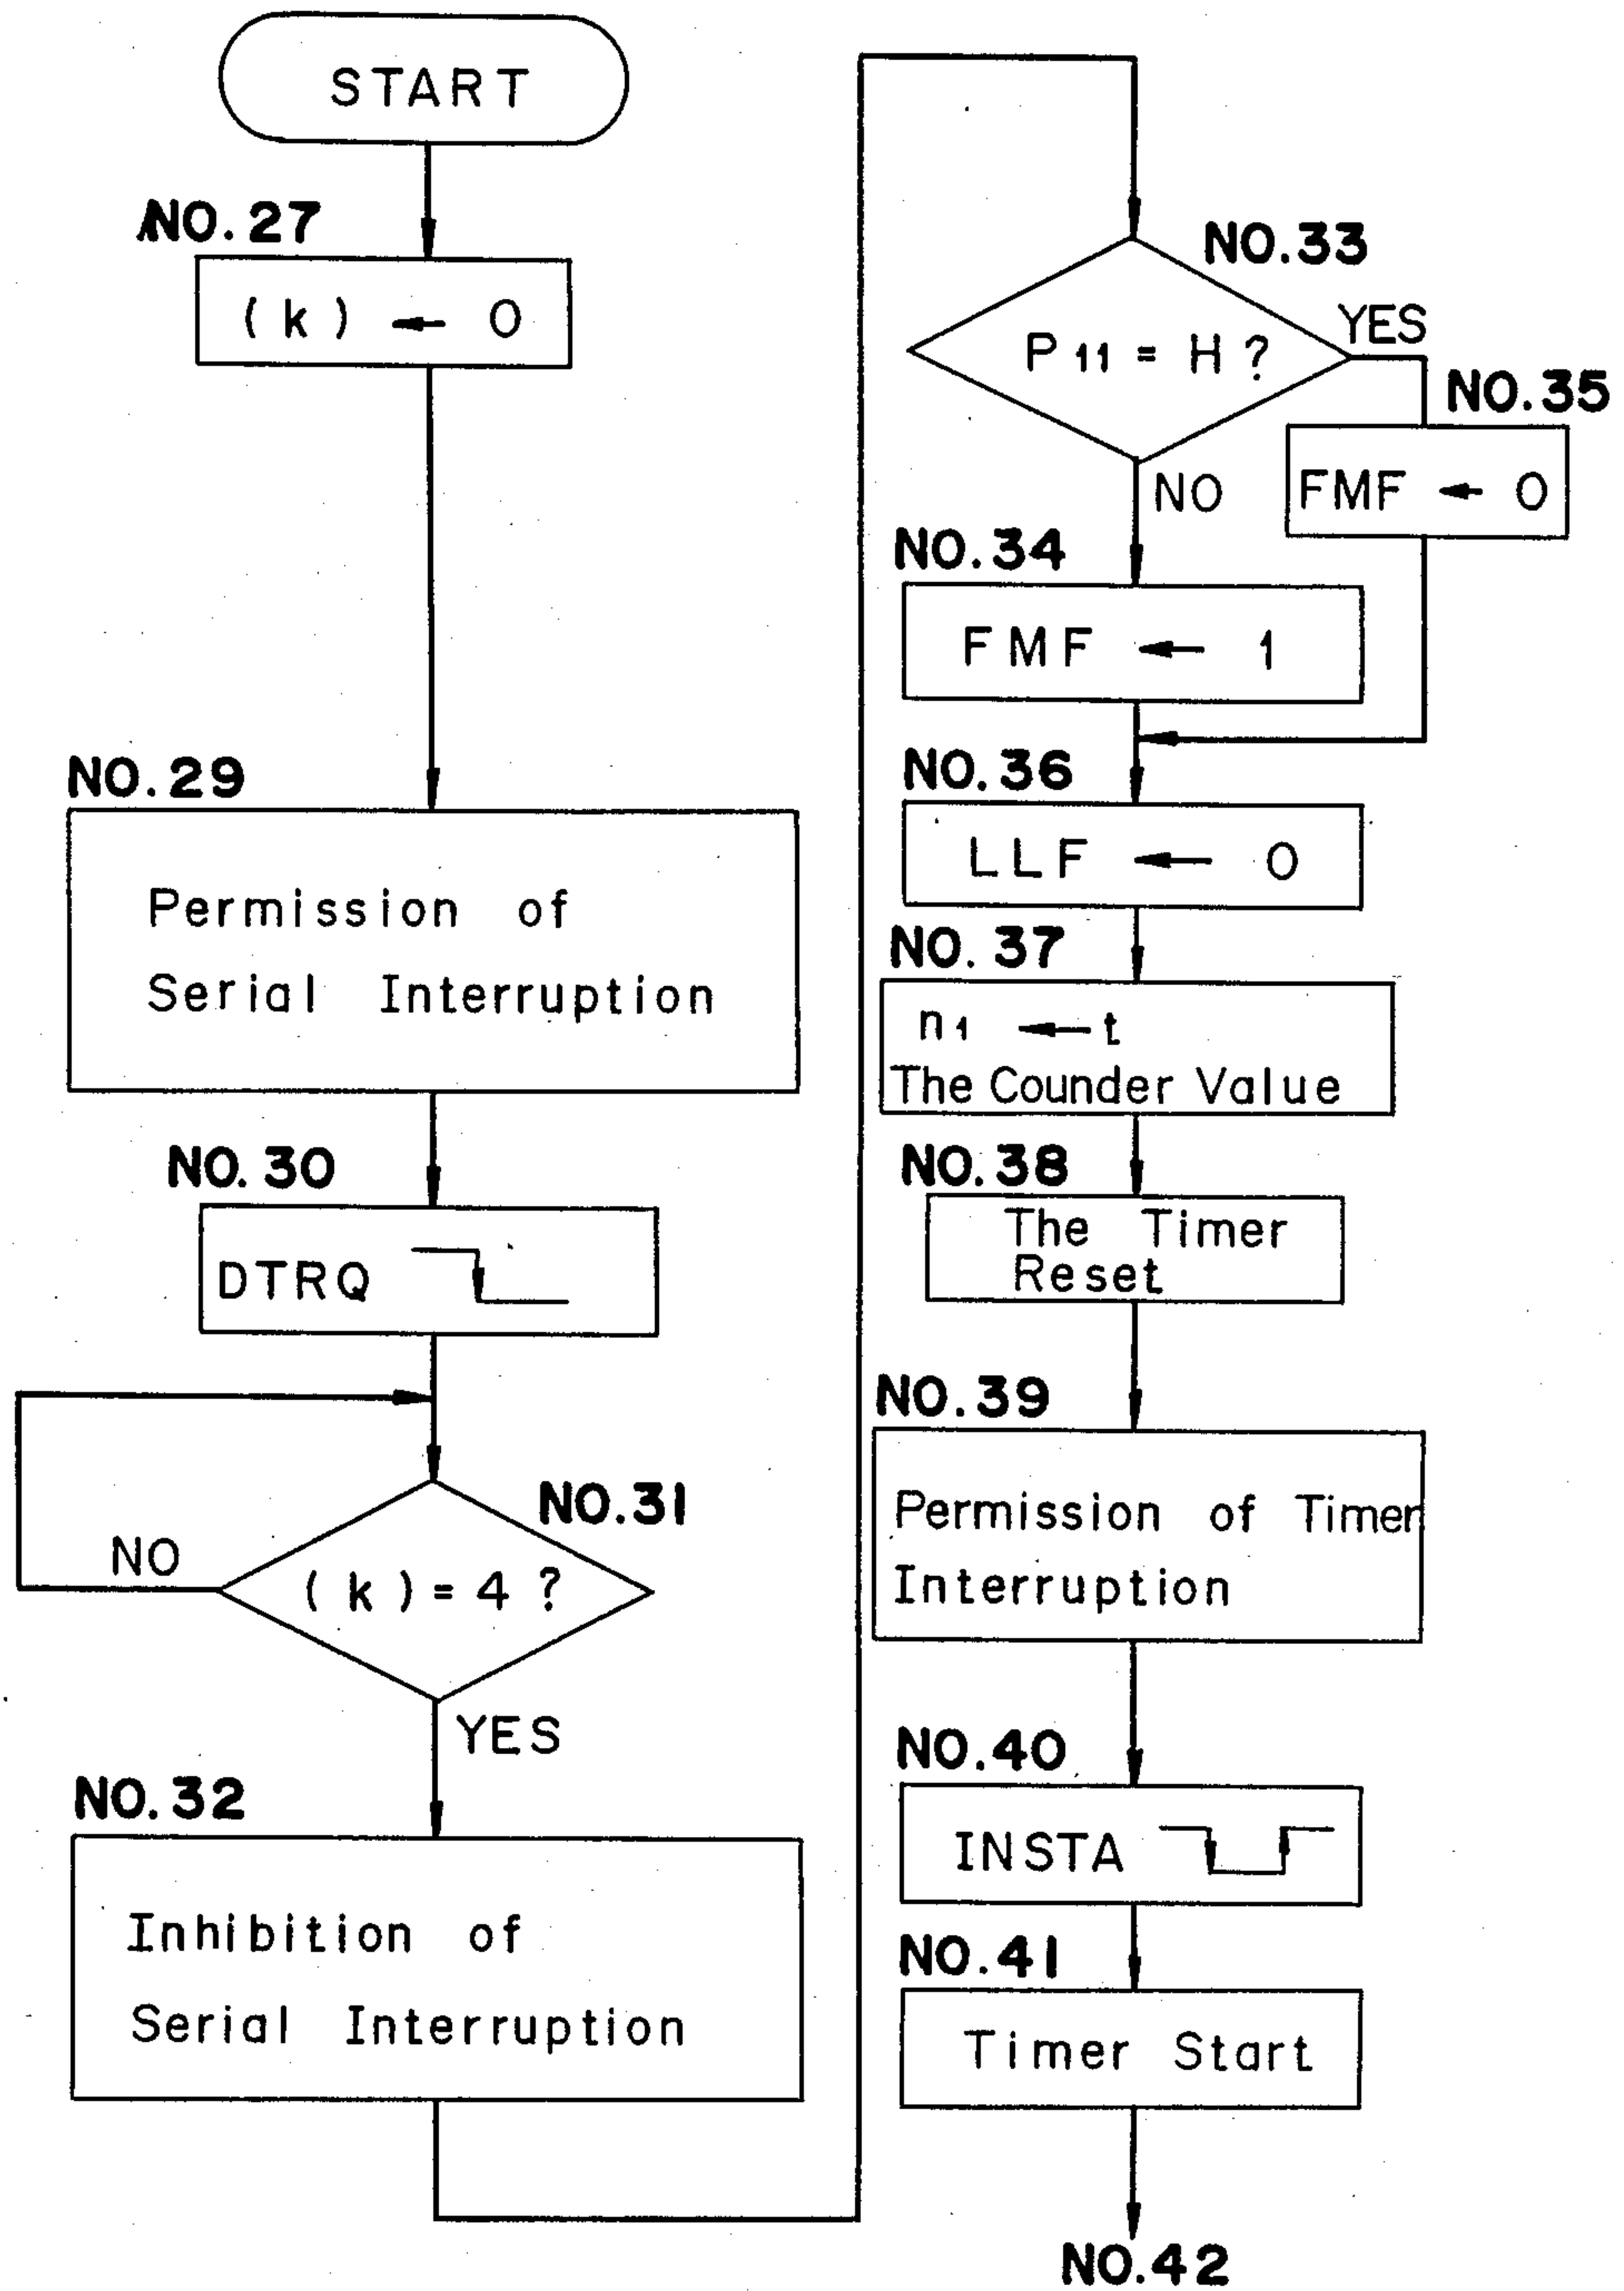 START
NO.27
(k) ← 0
NO.29
Permission of
Serial Interruption
NO.30
DTRQ
NO.31
(k)=4?
NO
YES
NO.32
Inhibition of
Serial Interruption
NO.33
P11 = H?
YES
NO.35
FMF ← 0
NO
NO.34
FMF ← 1
NO.36
LLF ← 0
NO.37
n1 ← t
The Counder Value
NO.38
The Timer
Reset
NO.39
Permission of Timer
Interruption
NO.40
INSTA
NO.41
Timer Start
NO.42